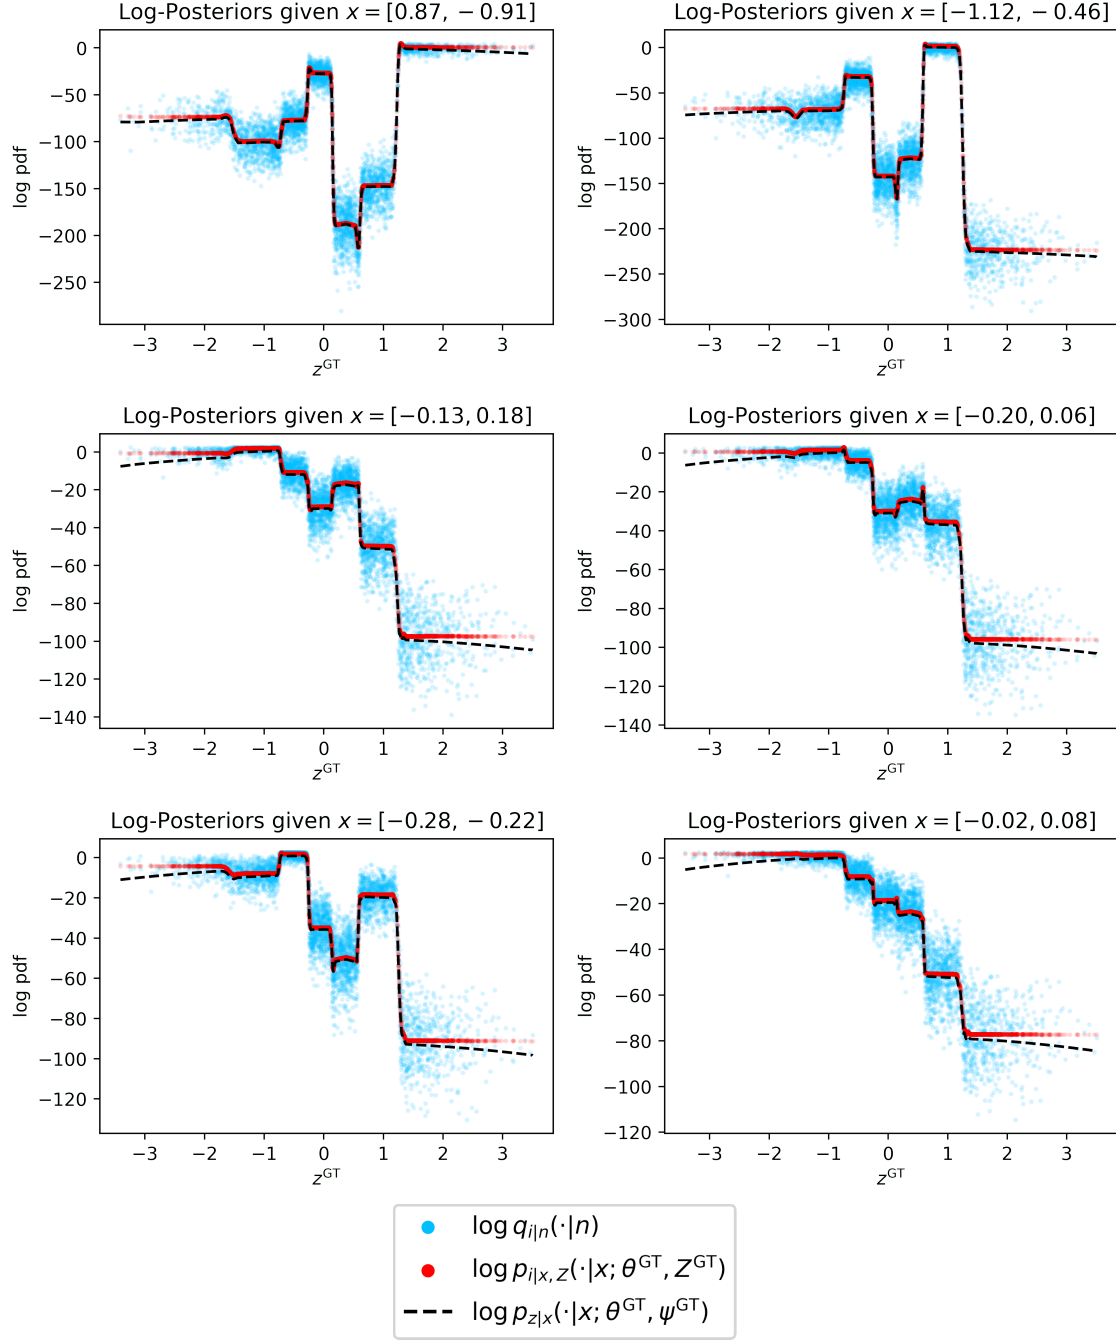 Log-Posteriors given x = [0.87, −0.91]
0
−50
−100
−150
−200
−250
log pdf
−3 −2 −1 0 1 2 3
z^GT
Log-Posteriors given x = [−1.12, −0.46]
0
−50
−100
−150
−200
−250
−300
log pdf
−3 −2 −1 0 1 2 3
z^GT
Log-Posteriors given x = [−0.13, 0.18]
0
−20
−40
−60
−80
−100
−120
−140
log pdf
−3 −2 −1 0 1 2 3
z^GT
Log-Posteriors given x = [−0.20, 0.06]
0
−20
−40
−60
−80
−100
−120
−140
log pdf
−3 −2 −1 0 1 2 3
z^GT
Log-Posteriors given x = [−0.28, −0.22]
0
−20
−40
−60
−80
−100
−120
log pdf
−3 −2 −1 0 1 2 3
z^GT
Log-Posteriors given x = [−0.02, 0.08]
0
−20
−40
−60
−80
−100
−120
log pdf
−3 −2 −1 0 1 2 3
z^GT
log q_{i|n}(·|n)
log p_{i|x,Z}(·|x; θ^GT, Z^GT)
log p_{z|x}(·|x; θ^GT, ψ^GT)